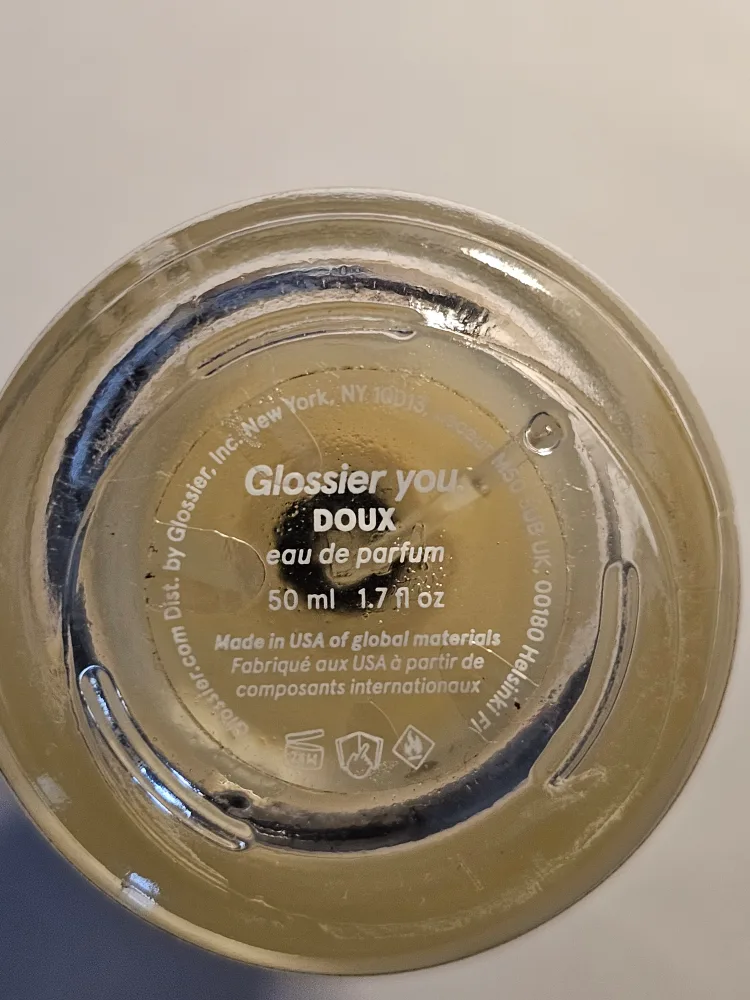 Glossier you.
DOUX
eau de parfum
50 ml 1.7 fl oz
Made in USA of global materials
Fabriqué aux USA à partir de
composants internationaux
24M
Glossier.com Dist. by Glossier, Inc. New York, NY 10013, UK 00180 Helsinki FI